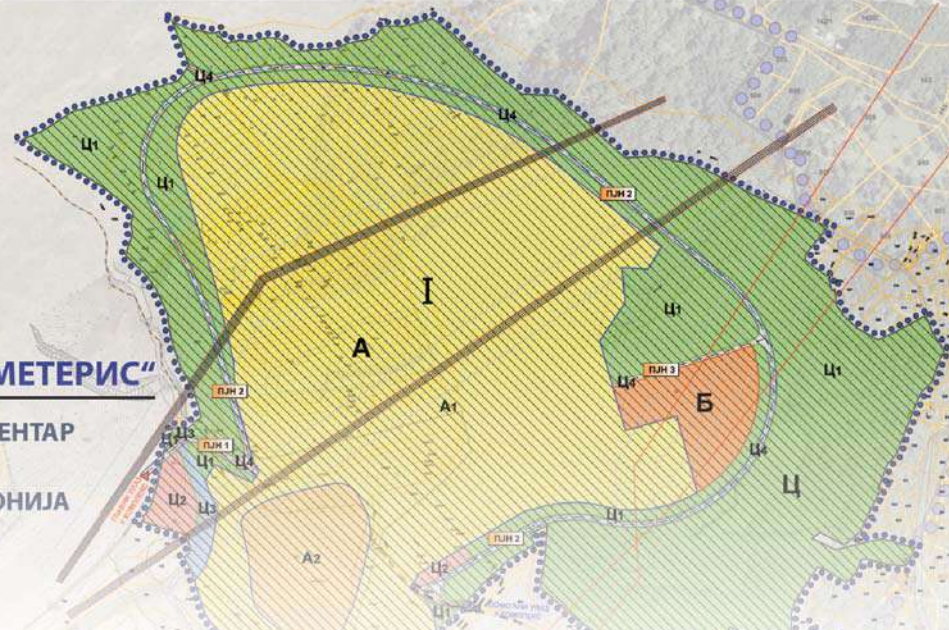 Ц4
Ц4
Ц1
Ц1
ПЈН 2
I
Ц1
А
МЕТЕРИС“
ПЈН 3
Ц1
Ц4
ПЈН 2
Б
А1
ЕНТАР
Ц1
Ц3
ПЈН 1
Ц4
Ц1
Ц4
Ц
Ц2
ОНИЈА
Ц3
Ц1
ПЈН 2
А2
Ц2
Ц1